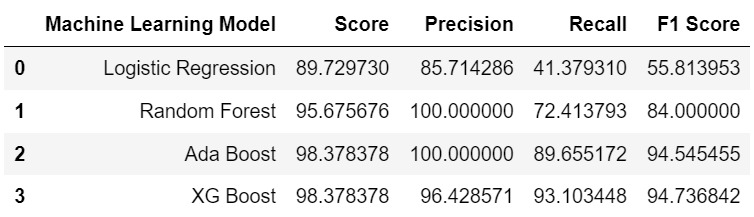 Machine Learning Model Score Precision Recall F1 Score
0 Logistic Regression 89.729730 85.714286 41.379310 55.813953
1 Random Forest 95.675676 100.000000 72.413793 84.000000
2 Ada Boost 98.378378 100.000000 89.655172 94.545455
3 XG Boost 98.378378 96.428571 93.103448 94.736842